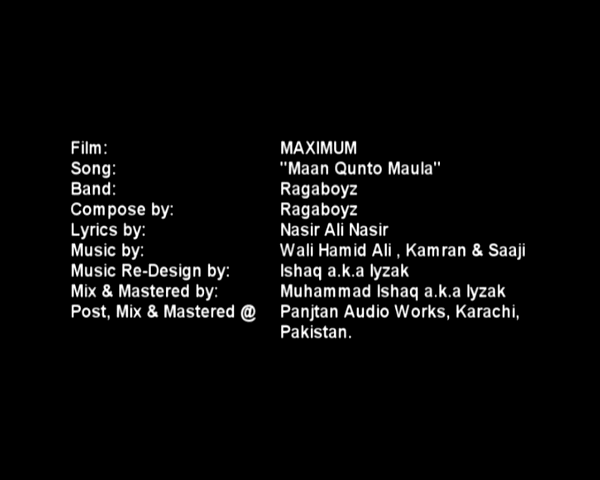 Film: MAXIMUM
Song: "Maan Qunto Maula"
Band: Ragaboyz
Compose by: Ragaboyz
Lyrics by: Nasir Ali Nasir
Music by: Wali Hamid Ali , Kamran & Saaji
Music Re-Design by: Ishaq a.k.a Iyzak
Mix & Mastered by: Muhammad Ishaq a.k.a Iyzak
Post, Mix & Mastered @ Panjtan Audio Works, Karachi,
Pakistan.